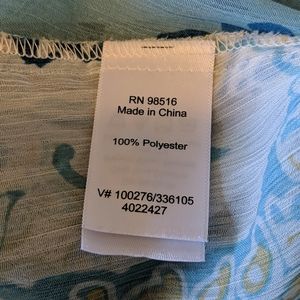 RN 98516
Made in China
100% Polyester
V# 100276/336105
4022427